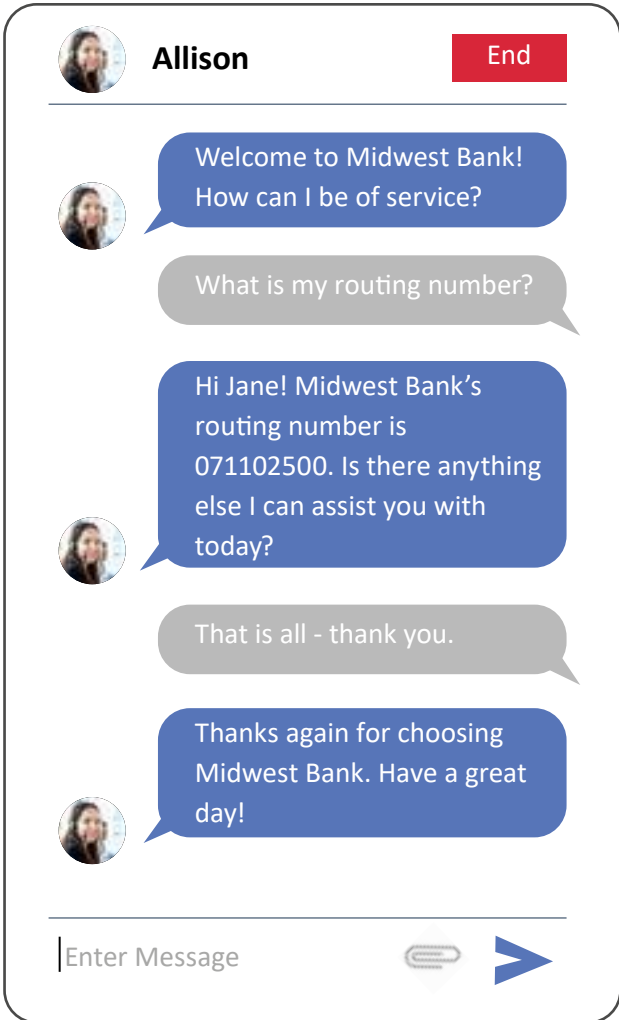 Allison
End
Welcome to Midwest Bank!
How can I be of service?
What is my routing number?
Hi Jane! Midwest Bank’s
routing number is
071102500. Is there anything
else I can assist you with
today?
That is all - thank you.
Thanks again for choosing
Midwest Bank. Have a great
day!
Enter Message